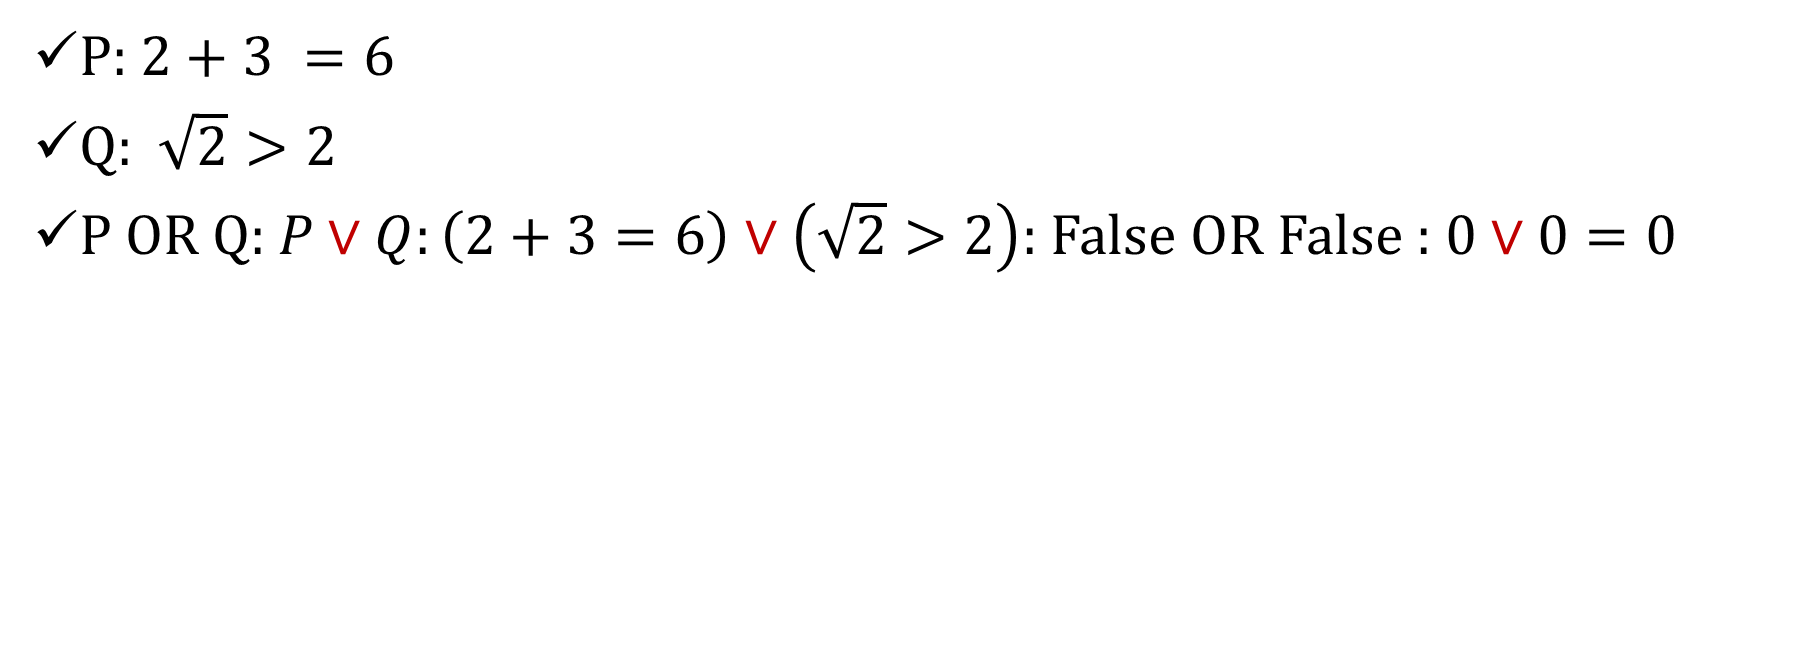 ✓P: 2 + 3 = 6
✓Q: √2 > 2
✓P OR Q: P ∨ Q: (2 + 3 = 6) ∨ (√2 > 2): False OR False : 0 ∨ 0 = 0